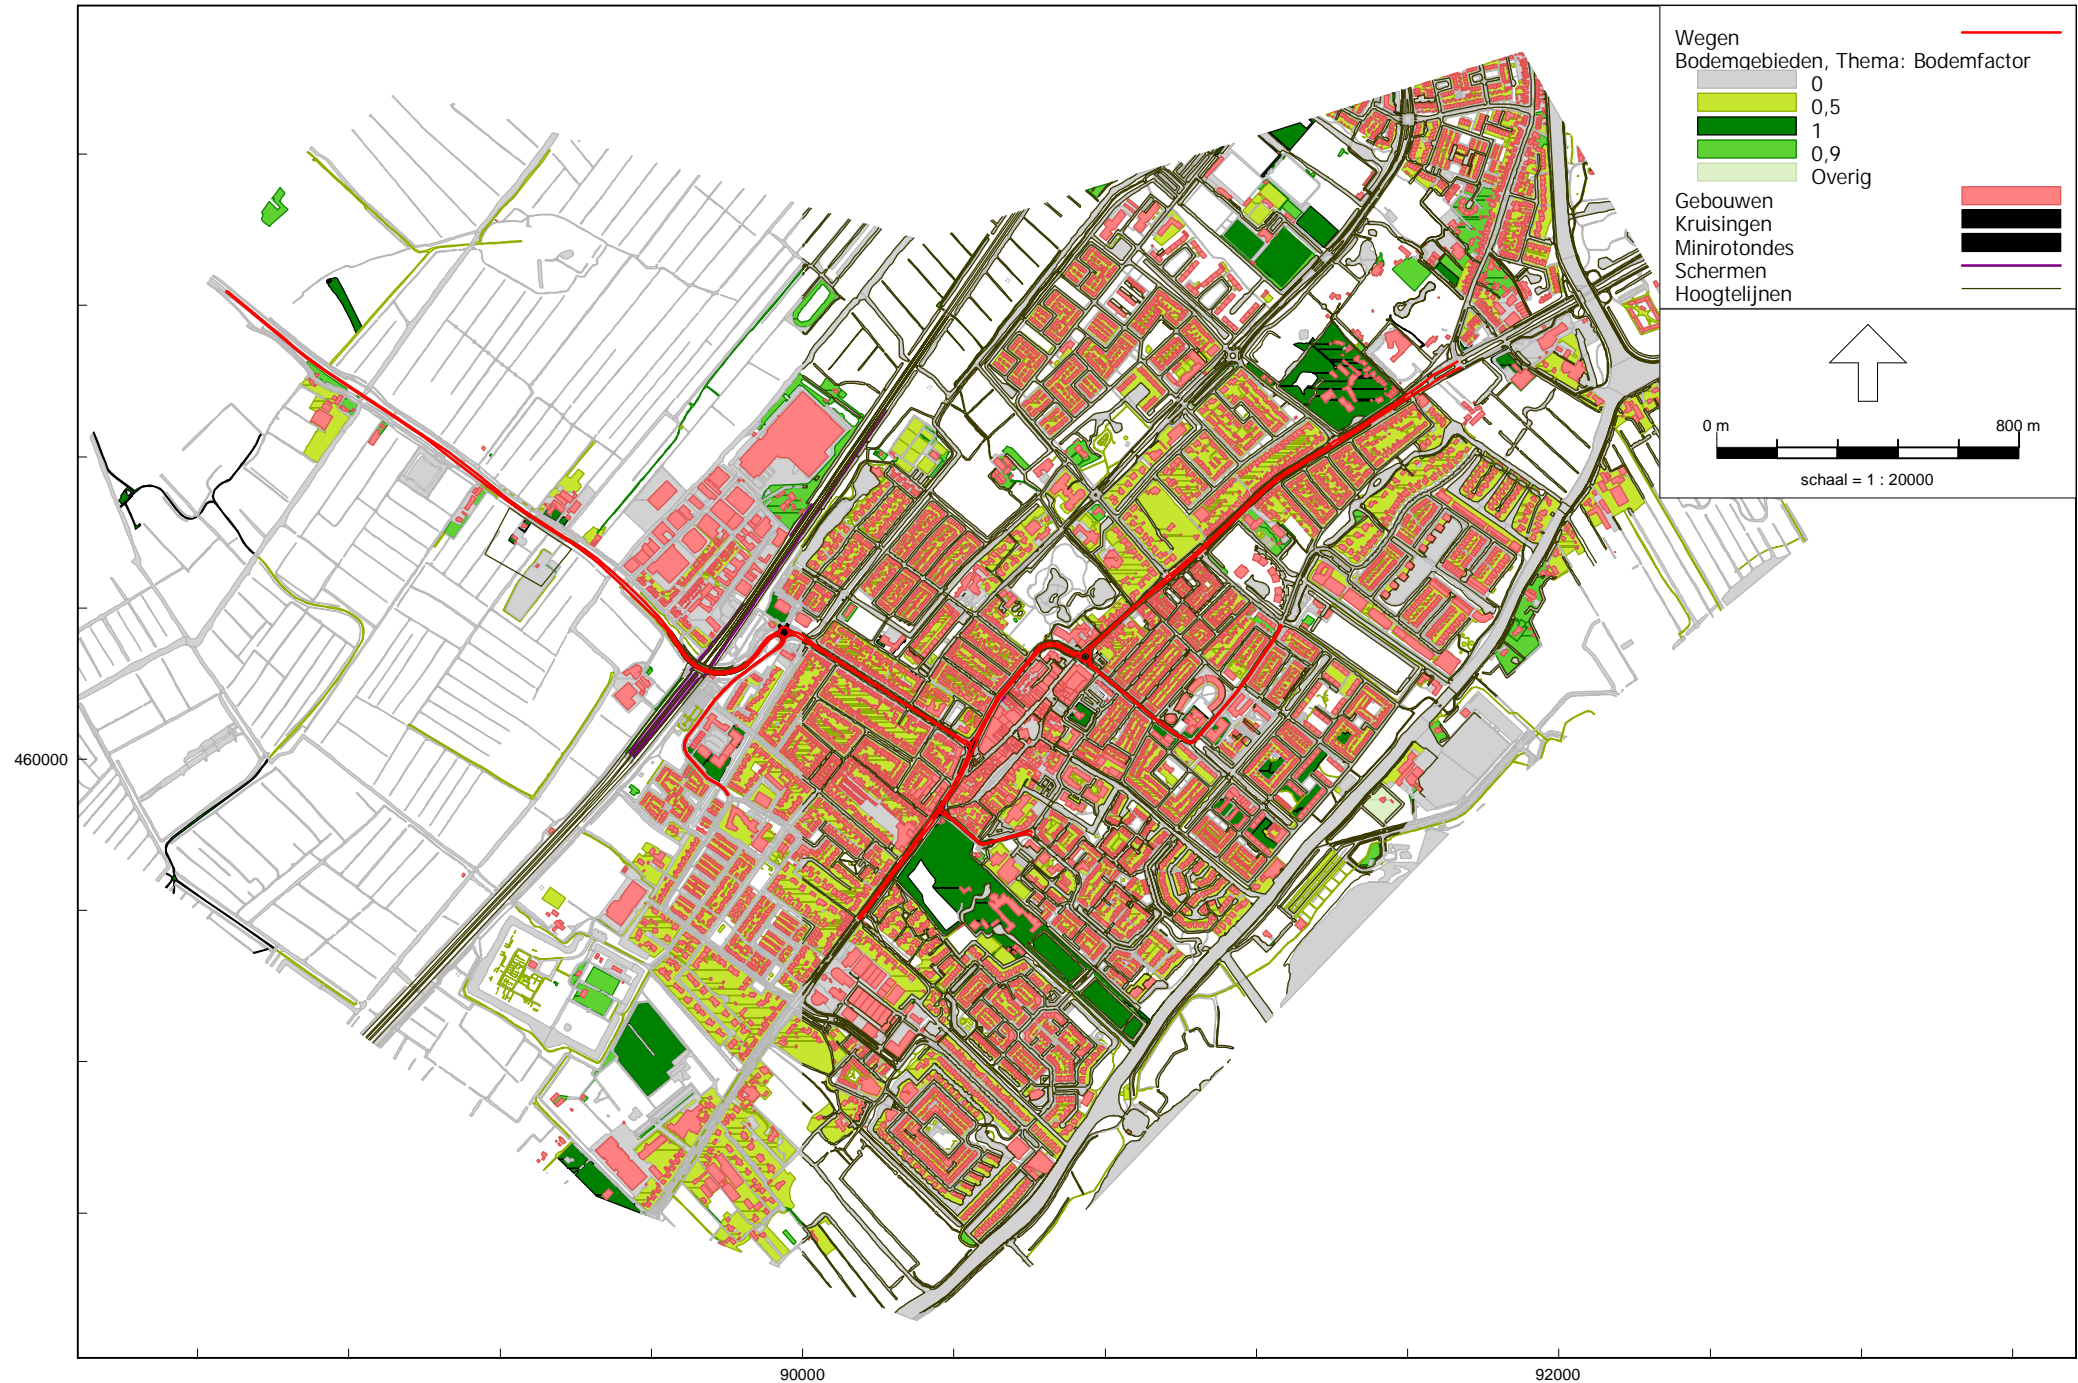 Wegen
Bodemgebieden, Thema: Bodemfactor
0
0,5
1
0,9
Overig
Gebouwen
Kruisingen
Minirotondes
Schermen
Hoogtelijnen
0 m 800 m
schaal = 1 : 20000
460000
90000 92000